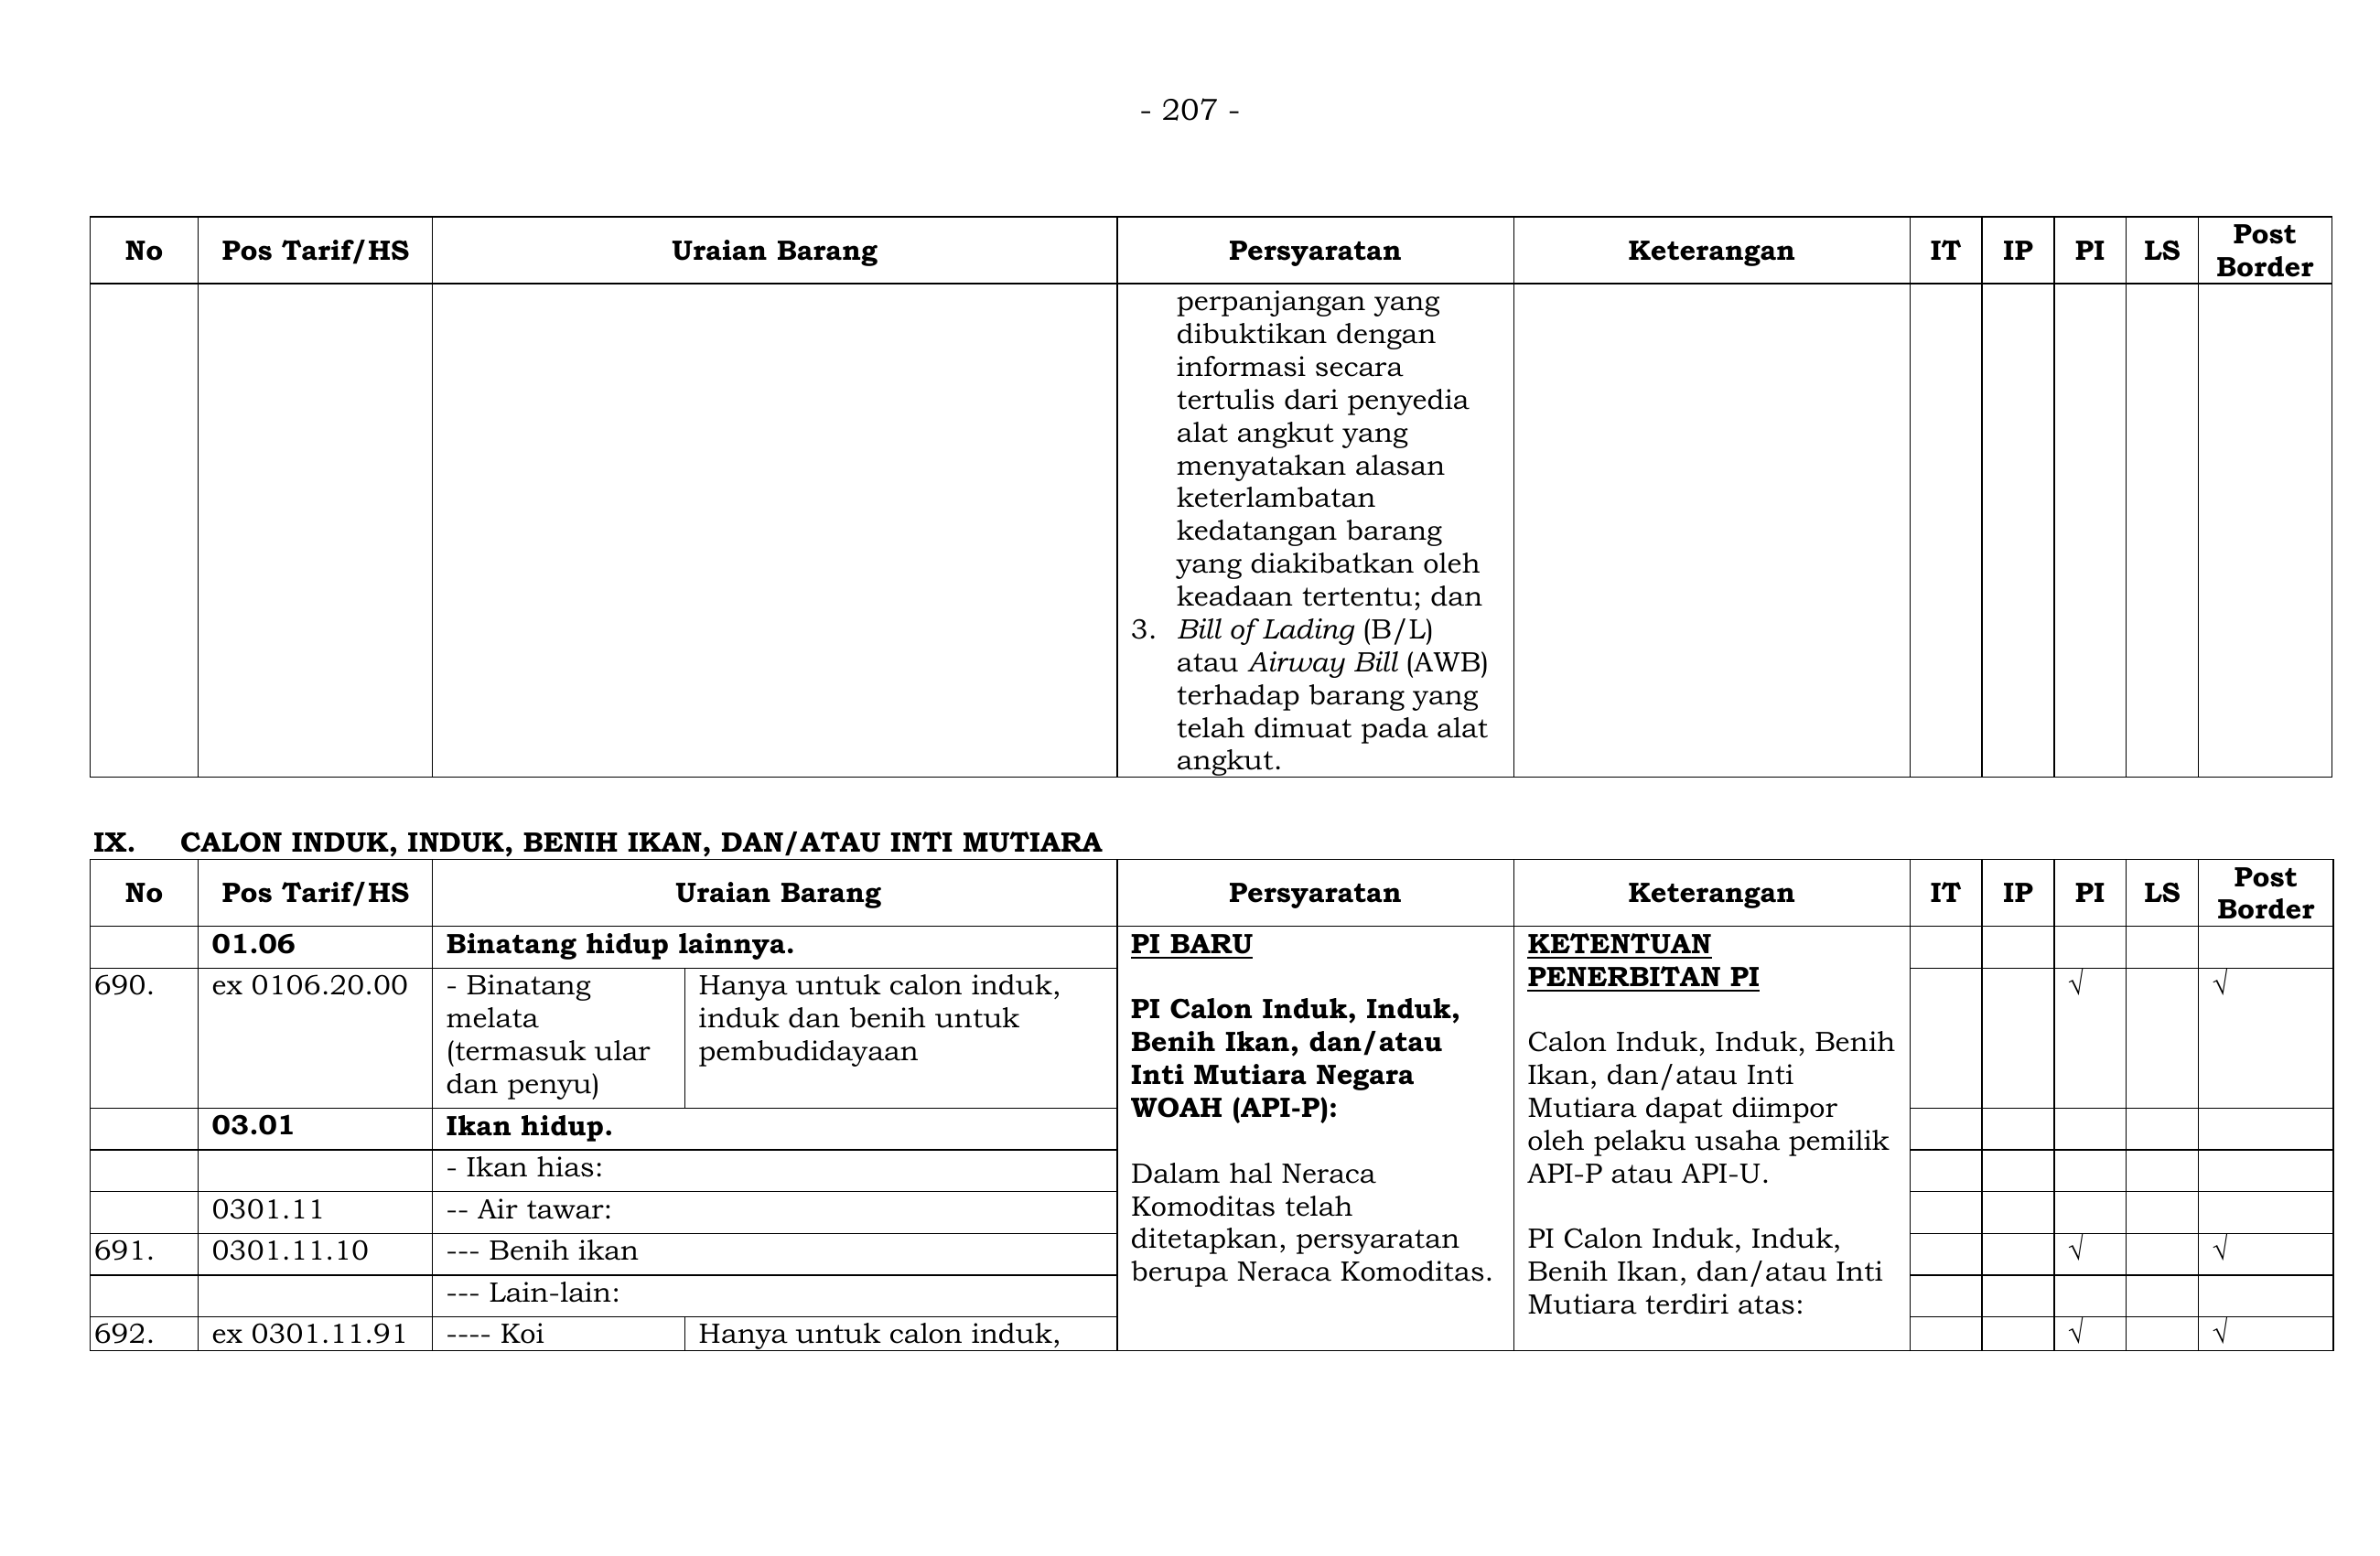 - 207 -
No Pos Tarif/HS Uraian Barang Persyaratan Keterangan IT IP PI LS Post Border
perpanjangan yang
dibuktikan dengan
informasi secara
tertulis dari penyedia
alat angkut yang
menyatakan alasan
keterlambatan
kedatangan barang
yang diakibatkan oleh
keadaan tertentu; dan
3. Bill of Lading (B/L)
atau Airway Bill (AWB)
terhadap barang yang
telah dimuat pada alat
angkut.
IX. CALON INDUK, INDUK, BENIH IKAN, DAN/ATAU INTI MUTIARA
No Pos Tarif/HS Uraian Barang Persyaratan Keterangan IT IP PI LS Post Border
01.06 Binatang hidup lainnya.
690. ex 0106.20.00 - Binatang
melata
(termasuk ular
dan penyu)
Hanya untuk calon induk,
induk dan benih untuk
pembudidayaan
√ √
03.01 Ikan hidup.
- Ikan hias:
0301.11 -- Air tawar:
691. 0301.11.10 --- Benih ikan √ √
--- Lain-lain:
692. ex 0301.11.91 ---- Koi Hanya untuk calon induk, √ √
PI BARU
PI Calon Induk, Induk,
Benih Ikan, dan/atau
Inti Mutiara Negara
WOAH (API-P):
Dalam hal Neraca
Komoditas telah
ditetapkan, persyaratan
berupa Neraca Komoditas.
KETENTUAN
PENERBITAN PI
Calon Induk, Induk, Benih
Ikan, dan/atau Inti
Mutiara dapat diimpor
oleh pelaku usaha pemilik
API-P atau API-U.
PI Calon Induk, Induk,
Benih Ikan, dan/atau Inti
Mutiara terdiri atas: